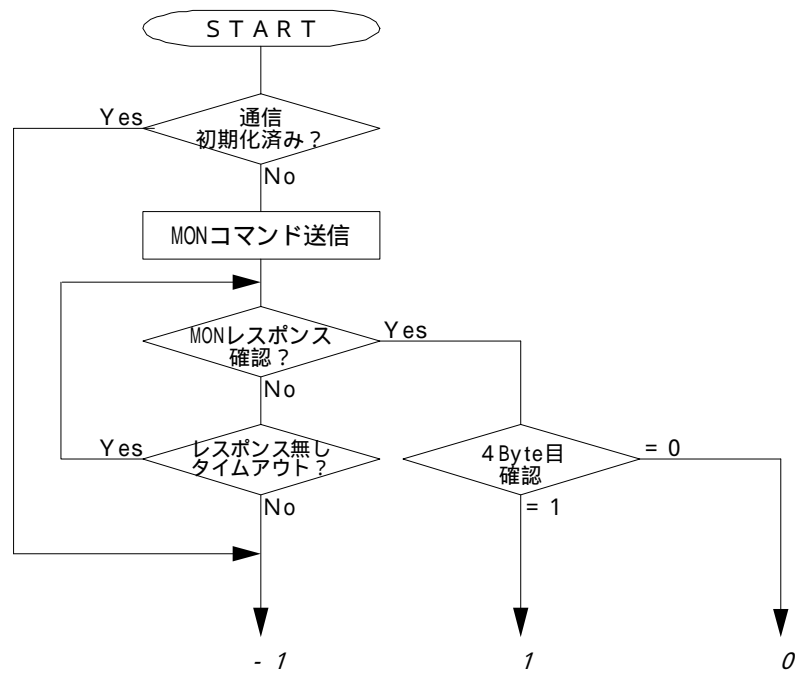 START
Yes
通信
初期化済み？
No
MONコマンド送信
MONレスポンス
確認？
Yes
No
Yes
レスポンス無し
タイムアウト？
No
4Byte目
確認
= 0
= 1
- 1
1
0